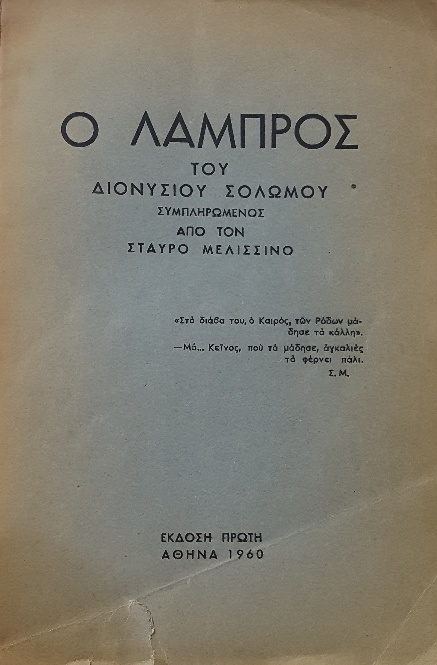 Ο ΛΑΜΠΡΟΣ
ΤΟΥ
ΔΙΟΝΥΣΙΟΥ ΣΟΛΩΜΟΥ
ΣΥΜΠΛΗΡΩΜΕΝΟΣ
ΑΠΟ ΤΟΝ
ΣΤΑΥΡΟ ΜΕΛΙΣΣΙΝΟ
«Στὸ διάβα του, ὁ Καιρός, τῶν Ρόδων μά-
δησε τὰ κάλλη».
—Μά... Κεῖνος, ποὺ τὰ μάδησε, ἀγκαλιὲς
τὰ φέρνει πάλι.
Σ. Μ.
ΕΚΔΟΣΗ ΠΡΩΤΗ
ΑΘΗΝΑ 1960